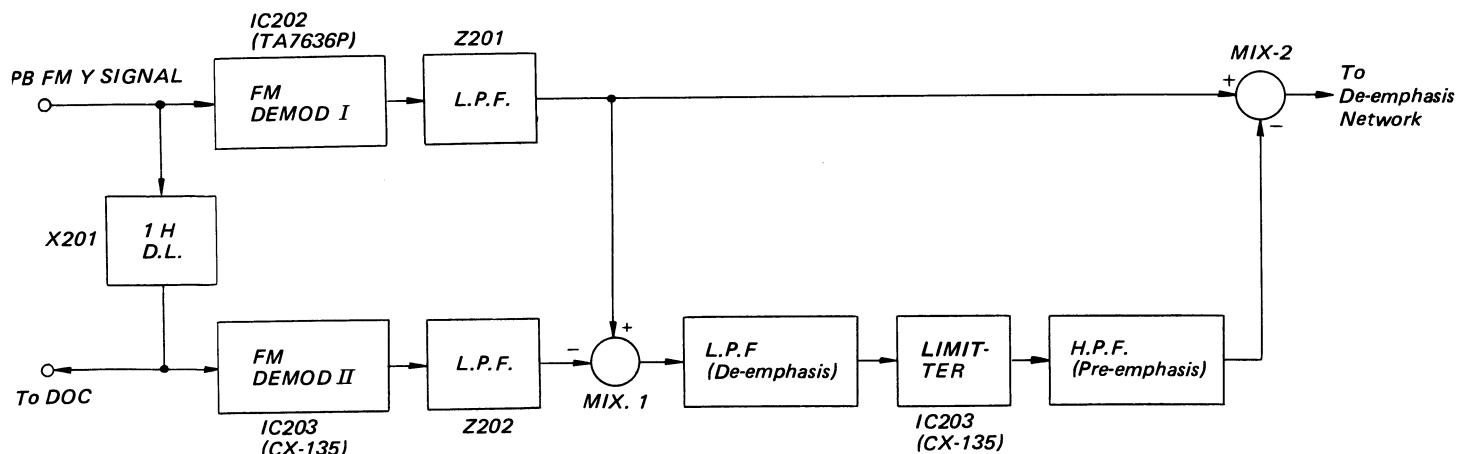 IC202
(TA7636P)
Z201
MIX-2
PB FM Y SIGNAL
FM
DEMOD I
L.P.F.
+
−
To
De-emphasis
Network
X201
1 H
D.L.
FM
DEMOD II
L.P.F.
−
+
MIX. 1
L.P.F
(De-emphasis)
LIMIT-
TER
H.P.F.
(Pre-emphasis)
To DOC
IC203
(CX-135)
Z202
IC203
(CX-135)